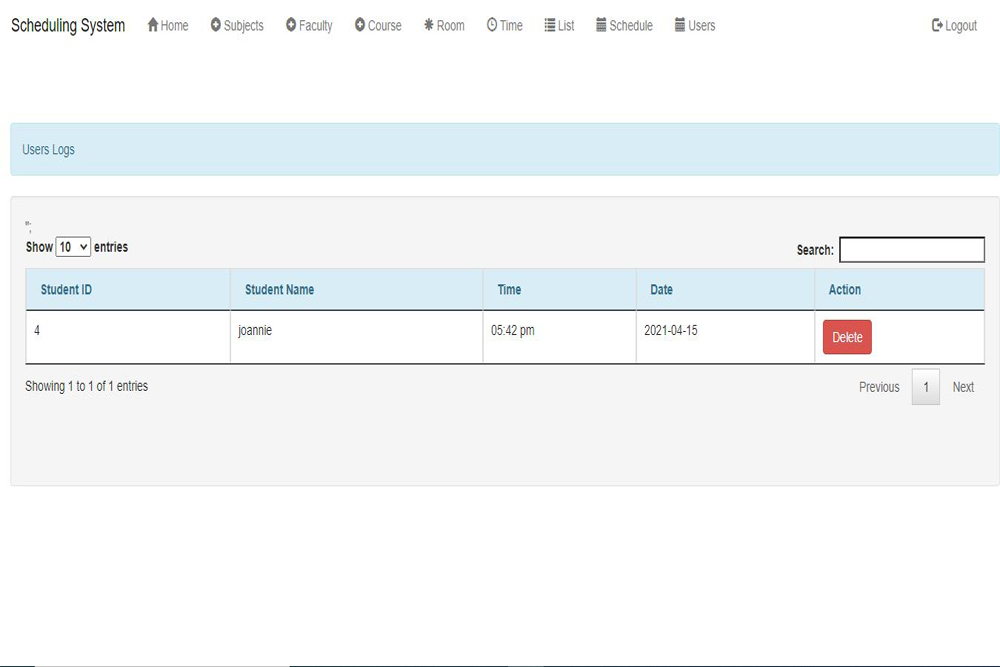 Scheduling System Home Subjects Faculty Course Room Time List Schedule Users Logout
Users Logs
";
Show 10 entries Search:
Student ID Student Name Time Date Action
4 joannie 05:42 pm 2021-04-15 Delete
Showing 1 to 1 of 1 entries Previous 1 Next